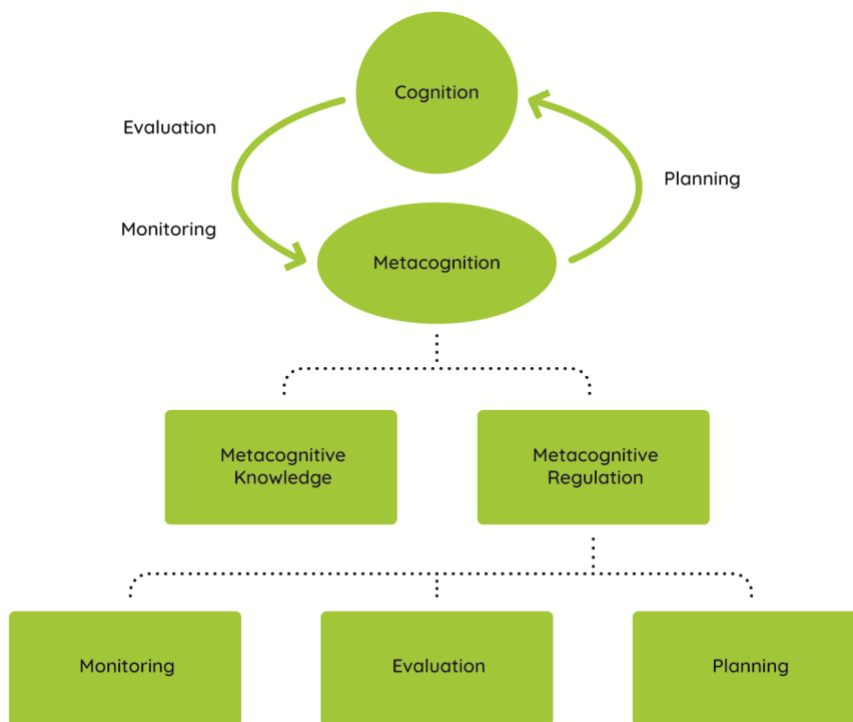 Cognition
Evaluation
Planning
Monitoring
Metacognition
Metacognitive
Knowledge
Metacognitive
Regulation
Monitoring
Evaluation
Planning